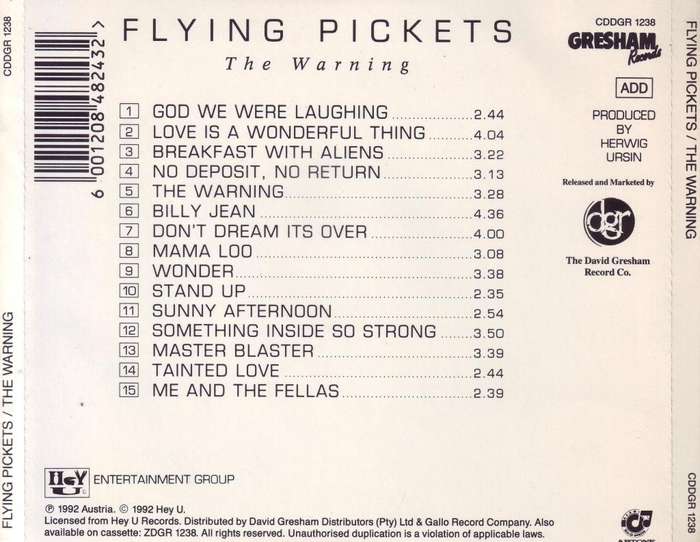 CDDGR 1238
6 001208 482432 >
FLYING PICKETS
The Warning
1 GOD WE WERE LAUGHING 2.44
2 LOVE IS A WONDERFUL THING 4.04
3 BREAKFAST WITH ALIENS 3.22
4 NO DEPOSIT, NO RETURN 3.13
5 THE WARNING 3.28
6 BILLY JEAN 4.36
7 DON'T DREAM ITS OVER 4.00
8 MAMA LOO 3.08
9 WONDER 3.38
10 STAND UP 2.35
11 SUNNY AFTERNOON 2.54
12 SOMETHING INSIDE SO STRONG 3.50
13 MASTER BLASTER 3.39
14 TAINTED LOVE 2.44
15 ME AND THE FELLAS 2.39
CDDGR 1238
GRESHAM
Records
ADD
PRODUCED
BY
HERWIG
URSIN
Released and Marketed by
dgr
The David Gresham
Record Co.
HEY
U
ENTERTAINMENT GROUP
℗ 1992 Austria. © 1992 Hey U.
Licensed from Hey U Records. Distributed by David Gresham Distributors (Pty) Ltd & Gallo Record Company. Also
available on cassette: ZDGR 1238. All rights reserved. Unauthorised duplication is a violation of applicable laws.
FLYING PICKETS / THE WARNING
FLYING PICKETS / THE WARNING
CDDGR 1238